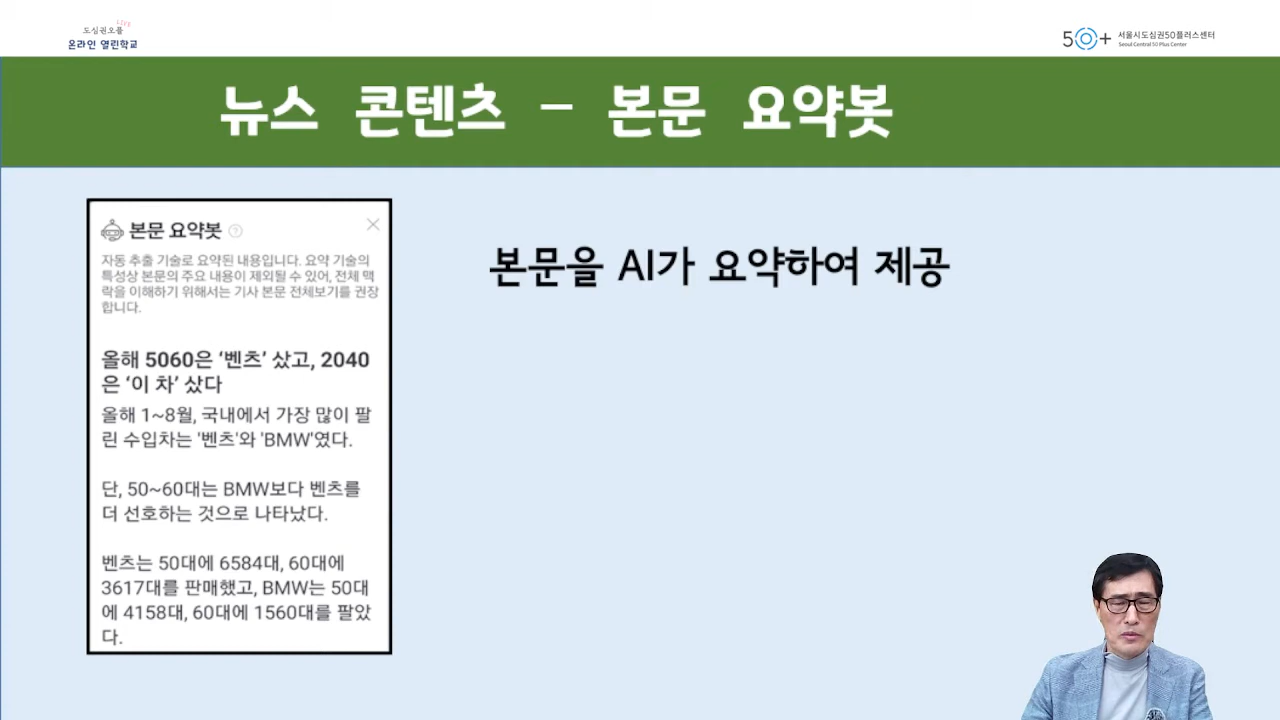 도심권오플
LIVE
온라인 열린학교
50+ 서울시도심권50플러스센터
Seoul Central 50 Plus Center
뉴스 콘텐츠 - 본문 요약봇
본문 요약봇 ?
자동 추출 기술로 요약된 내용입니다. 요약 기술의
특성상 본문의 주요 내용이 제외될 수 있어, 전체 맥
락을 이해하기 위해서는 기사 본문 전체보기를 권장
합니다.
올해 5060은 ‘벤츠’ 샀고, 2040
은 ‘이 차’ 샀다
올해 1~8월, 국내에서 가장 많이 팔
린 수입차는 '벤츠'와 'BMW'였다.
단, 50~60대는 BMW보다 벤츠를
더 선호하는 것으로 나타났다.
벤츠는 50대에 6584대, 60대에
3617대를 판매했고, BMW는 50대
에 4158대, 60대에 1560대를 팔았
다.
본문을 AI가 요약하여 제공